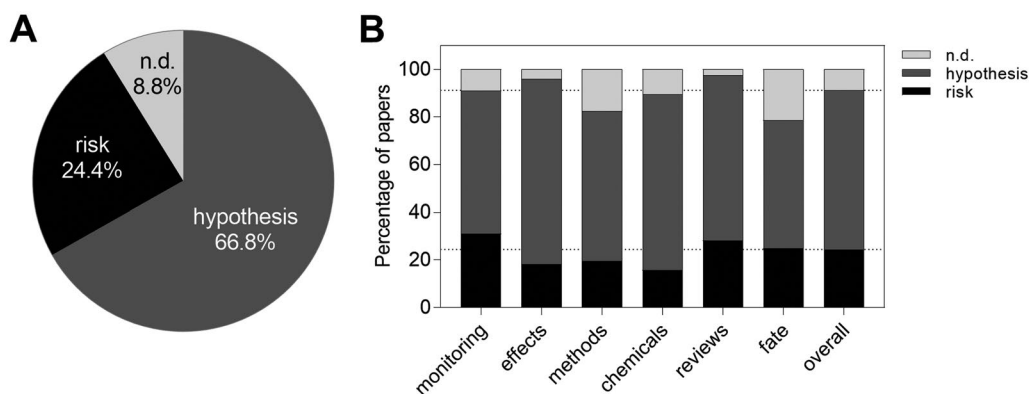 A
n.d.
8.8%
risk
24.4%
hypothesis
66.8%
B
n.d.
hypothesis
risk
Percentage of papers
100
80
60
40
20
0
monitoring
effects
methods
chemicals
reviews
fate
overall